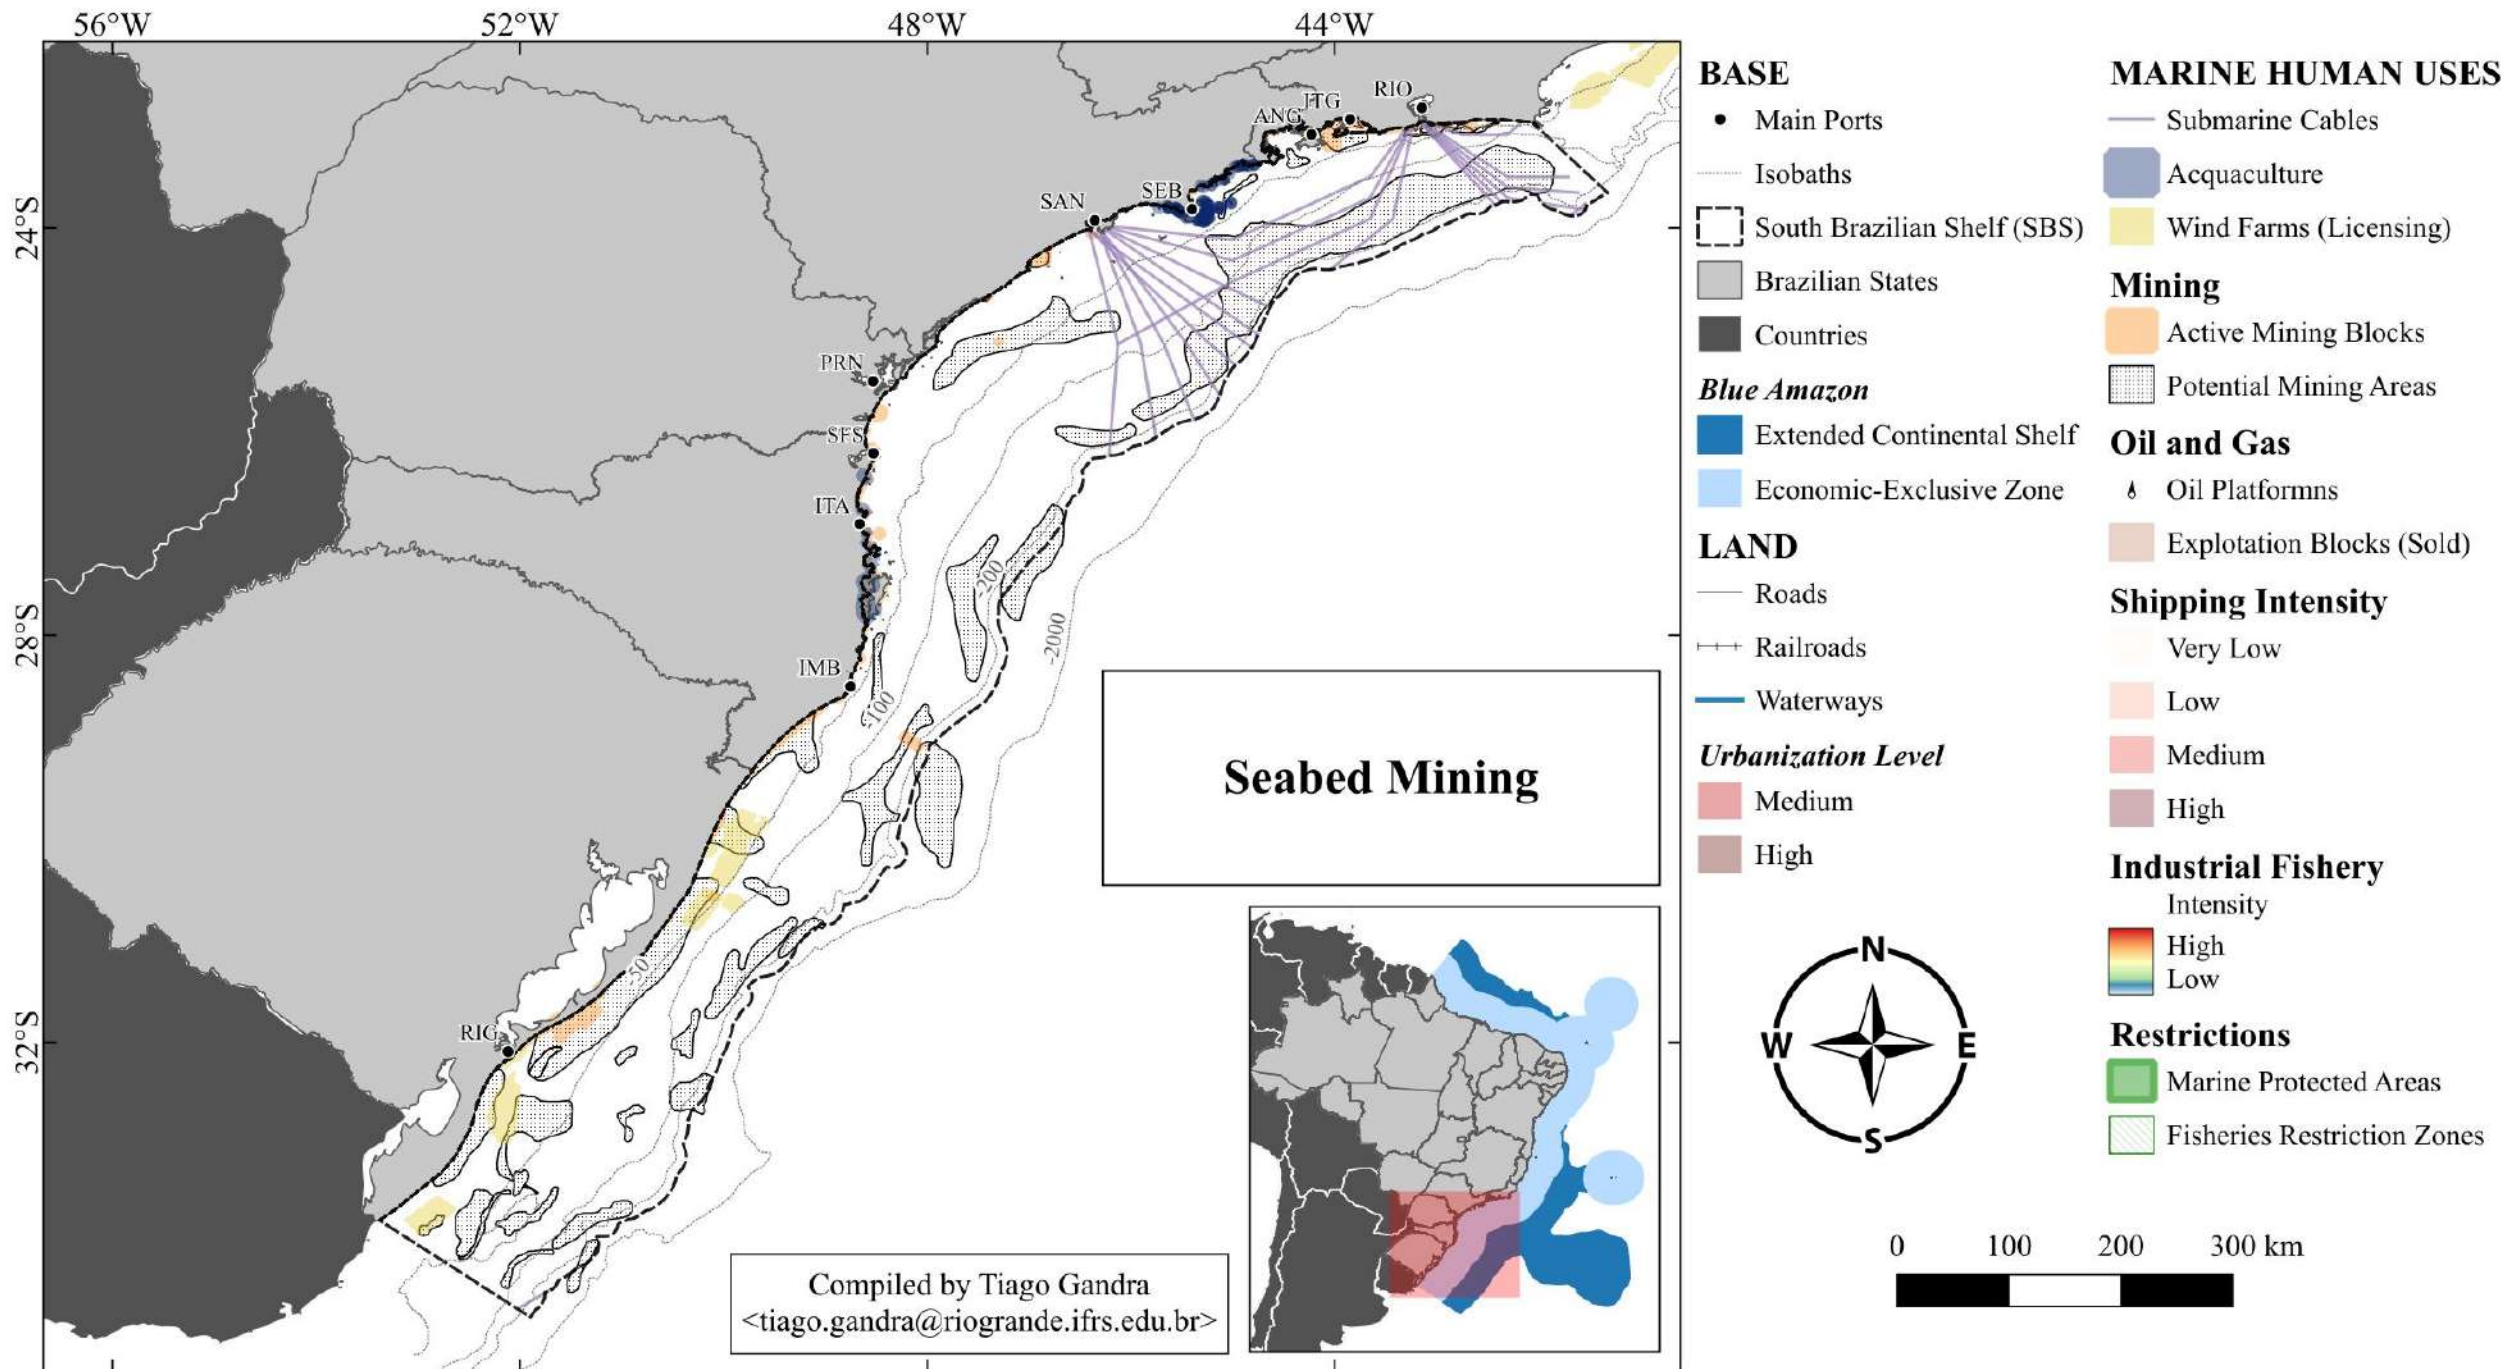 56°W 52°W 48°W 44°W
24°S
28°S
32°S
RIO
JTG
ANG
SEB
SAN
PRN
SFS
ITA
IMB
RIG
-200
-2000
-100
-50
Seabed Mining
Compiled by Tiago Gandra
<tiago.gandra@riogrande.ifrs.edu.br>
BASE
Main Ports
Isobaths
South Brazilian Shelf (SBS)
Brazilian States
Countries
Blue Amazon
Extended Continental Shelf
Economic-Exclusive Zone
LAND
Roads
Railroads
Waterways
Urbanization Level
Medium
High
MARINE HUMAN USES
Submarine Cables
Acquaculture
Wind Farms (Licensing)
Mining
Active Mining Blocks
Potential Mining Areas
Oil and Gas
Oil Platformns
Explotation Blocks (Sold)
Shipping Intensity
Very Low
Low
Medium
High
Industrial Fishery
Intensity
High
Low
Restrictions
Marine Protected Areas
Fisheries Restriction Zones
N
W E
S
0 100 200 300 km